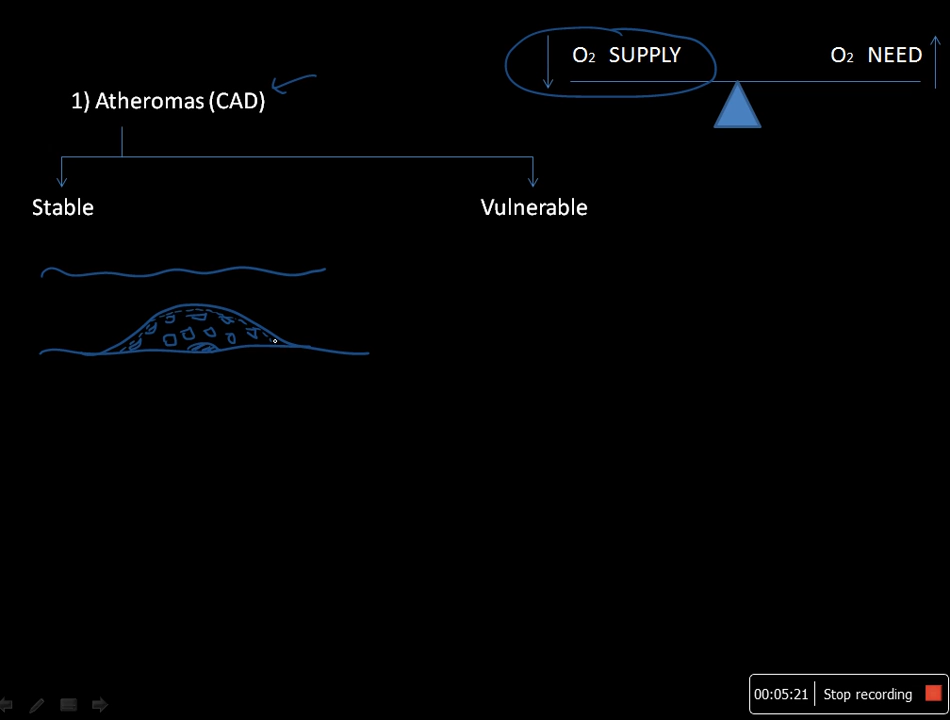 O2 SUPPLY
O2 NEED
1) Atheromas (CAD)
Stable
Vulnerable
00:05:21
Stop recording